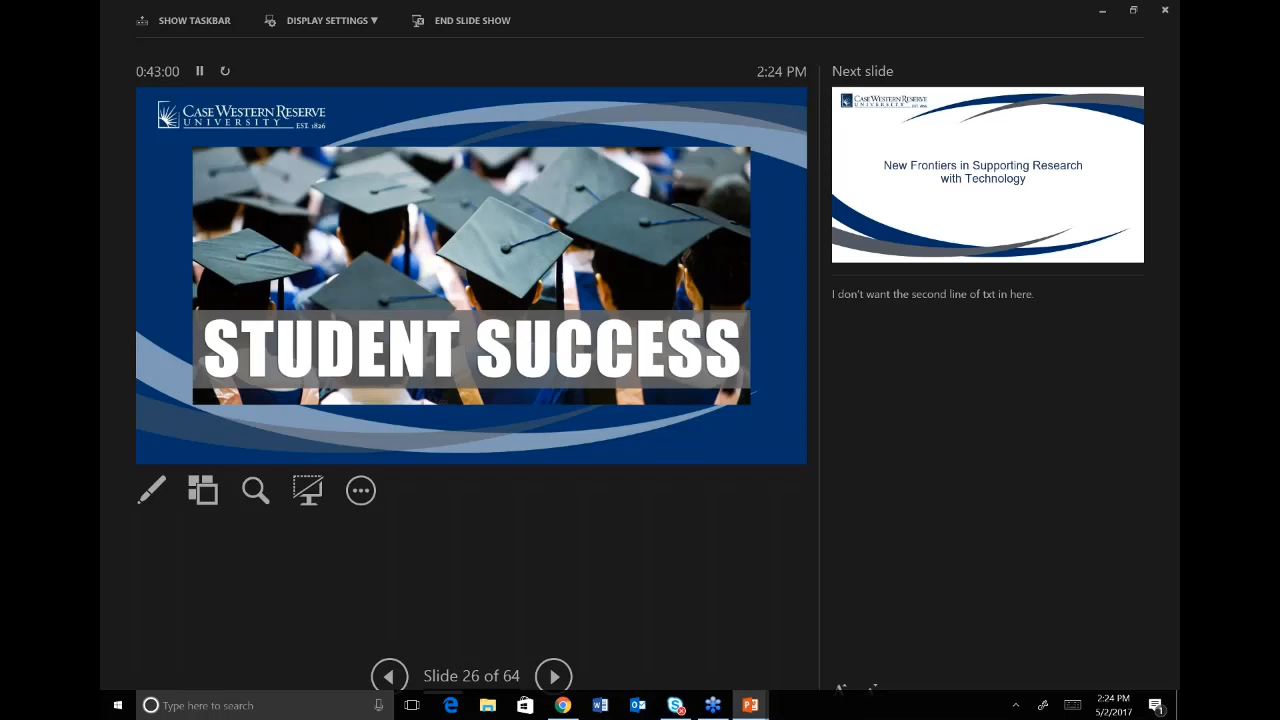 SHOW TASKBAR
DISPLAY SETTINGS ▼
END SLIDE SHOW
0:43:00
2:24 PM
Next slide
CASE WESTERN RESERVE
UNIVERSITY EST. 1826
STUDENT SUCCESS
CASE WESTERN RESERVE
UNIVERSITY EST. 1826
New Frontiers in Supporting Research
with Technology
I don't want the second line of txt in here.
Slide 26 of 64
Type here to search
2:24 PM
5/2/2017
1